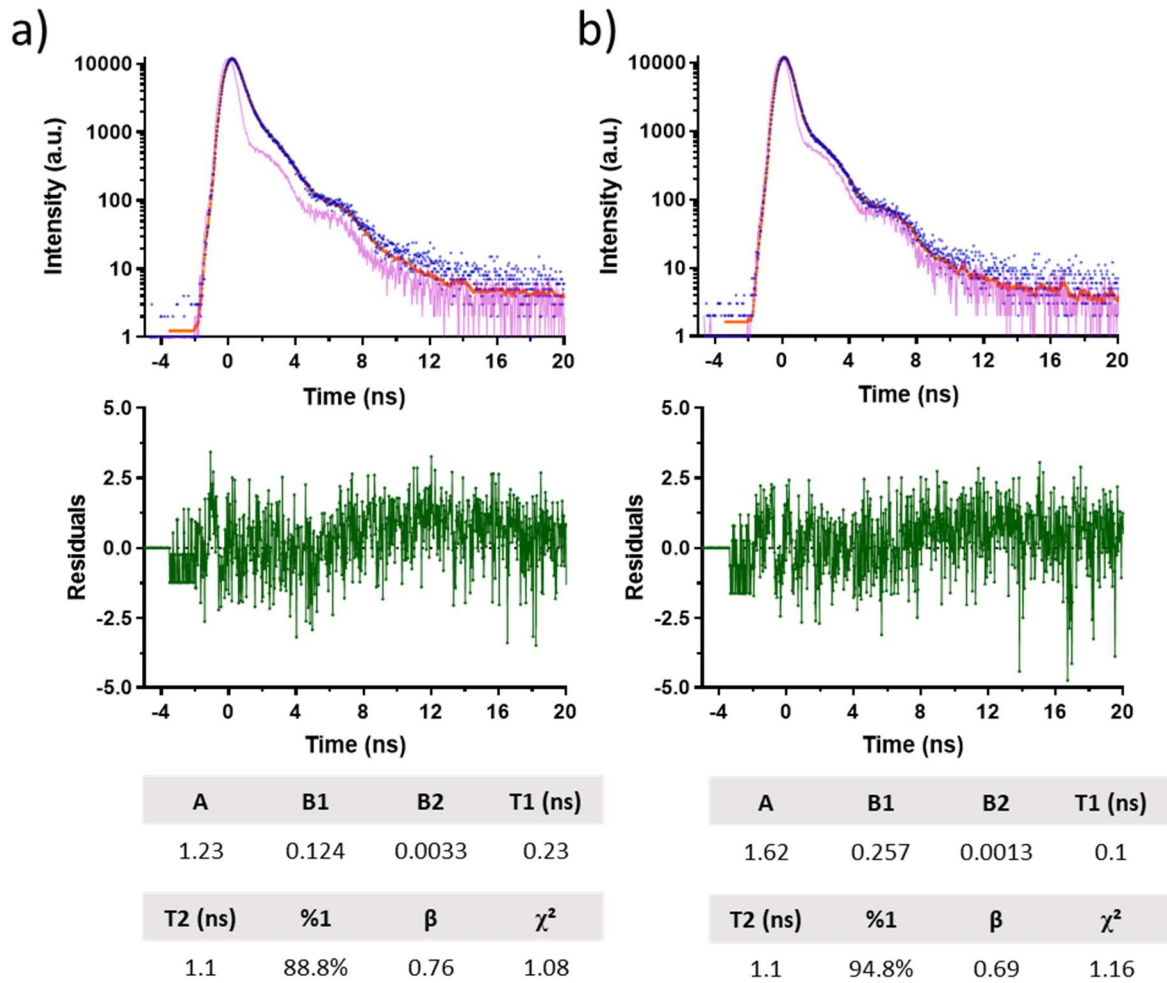 a)
10000
1000
100
10
1
Intensity (a.u.)
-4 0 4 8 12 16 20
Time (ns)
5.0
2.5
0.0
-2.5
-5.0
Residuals
-4 0 4 8 12 16 20
Time (ns)
A B1 B2 T1 (ns)
1.23 0.124 0.0033 0.23
T2 (ns) %1 β χ²
1.1 88.8% 0.76 1.08
b)
10000
1000
100
10
1
Intensity (a.u.)
-4 0 4 8 12 16 20
Time (ns)
5.0
2.5
0.0
-2.5
-5.0
Residuals
-4 0 4 8 12 16 20
Time (ns)
A B1 B2 T1 (ns)
1.62 0.257 0.0013 0.1
T2 (ns) %1 β χ²
1.1 94.8% 0.69 1.16